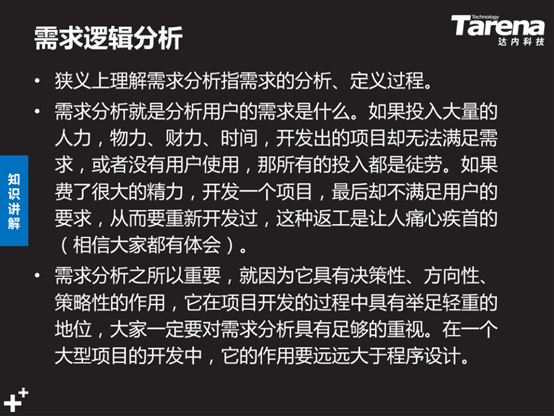 需求逻辑分析
Technology
Tarena
达内科技
• 狭义上理解需求分析指需求的分析、定义过程。
• 需求分析就是分析用户的需求是什么。如果投入大量的
人力，物力、财力、时间，开发出的项目却无法满足需
求，或者没有用户使用，那所有的投入都是徒劳。如果
费了很大的精力，开发一个项目，最后却不满足用户的
要求，从而要重新开发过，这种返工是让人痛心疾首的
（相信大家都有体会）。
• 需求分析之所以重要，就因为它具有决策性、方向性、
策略性的作用，它在项目开发的过程中具有举足轻重的
地位，大家一定要对需求分析具有足够的重视。在一个
大型项目的开发中，它的作用要远远大于程序设计。
知识讲解